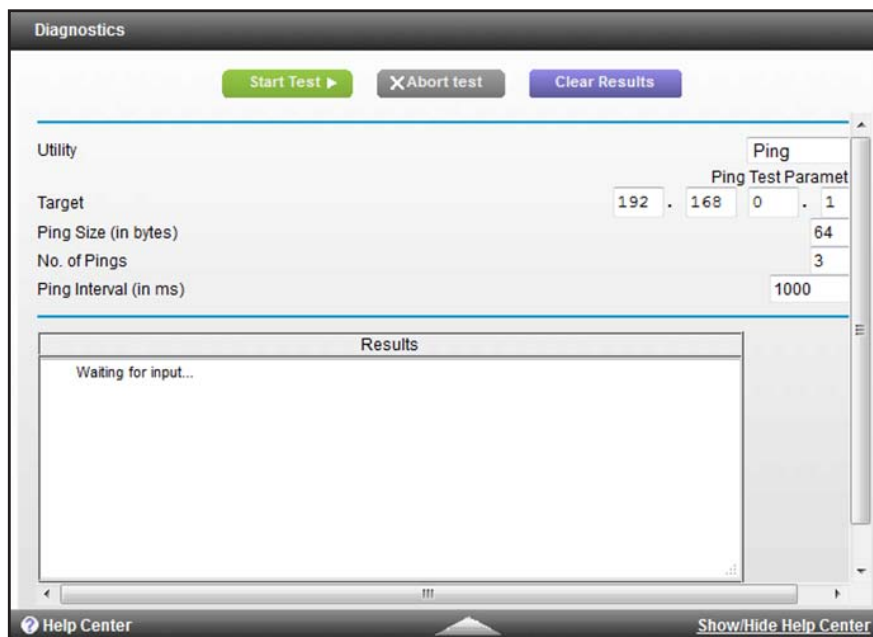 Diagnostics
Start Test Abort test Clear Results
Utility Ping
Ping Test Paramet
Target 192 . 168 0 . 1
Ping Size (in bytes) 64
No. of Pings 3
Ping Interval (in ms) 1000
Results
Waiting for input...
Help Center Show/Hide Help Center